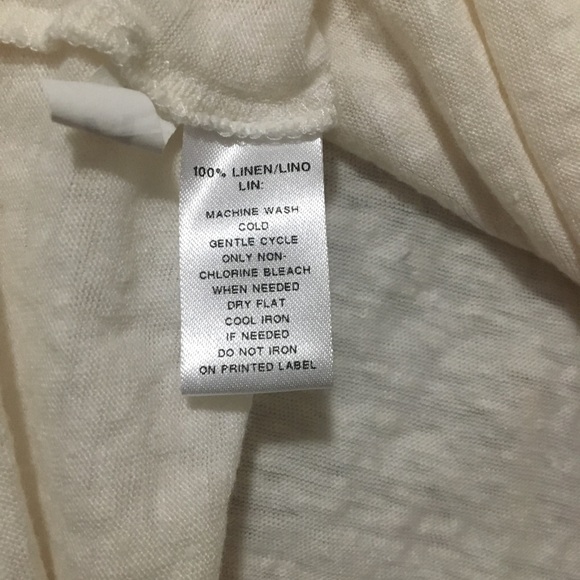 100% LINEN/LINO
LIN:
MACHINE WASH
COLD
GENTLE CYCLE
ONLY NON-
CHLORINE BLEACH
WHEN NEEDED
DRY FLAT
COOL IRON
IF NEEDED
DO NOT IRON
ON PRINTED LABEL